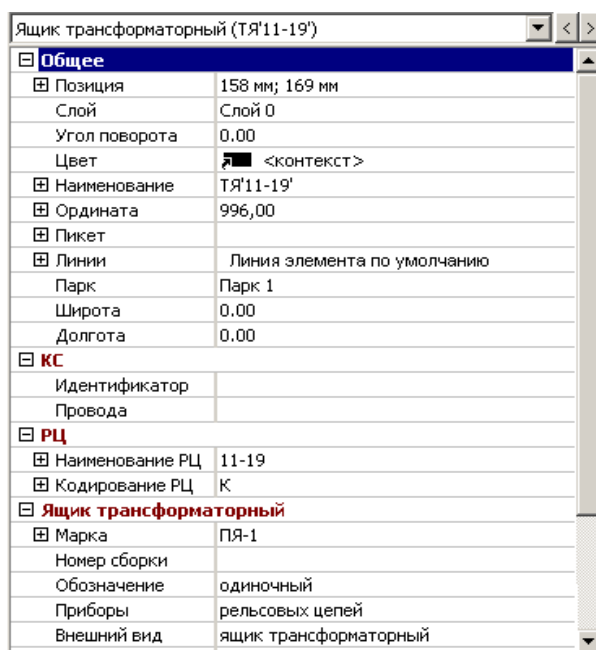 Ящик трансформаторный (ТЯ'11-19')
Общее
Позиция 158 мм; 169 мм
Слой Слой 0
Угол поворота 0.00
Цвет <контекст>
Наименование ТЯ'11-19'
Ордината 996,00
Пикет
Линии Линия элемента по умолчанию
Парк Парк 1
Широта 0.00
Долгота 0.00
КС
Идентификатор
Провода
РЦ
Наименование РЦ 11-19
Кодирование РЦ К
Ящик трансформаторный
Марка ПЯ-1
Номер сборки
Обозначение одиночный
Приборы рельсовых цепей
Внешний вид ящик трансформаторный